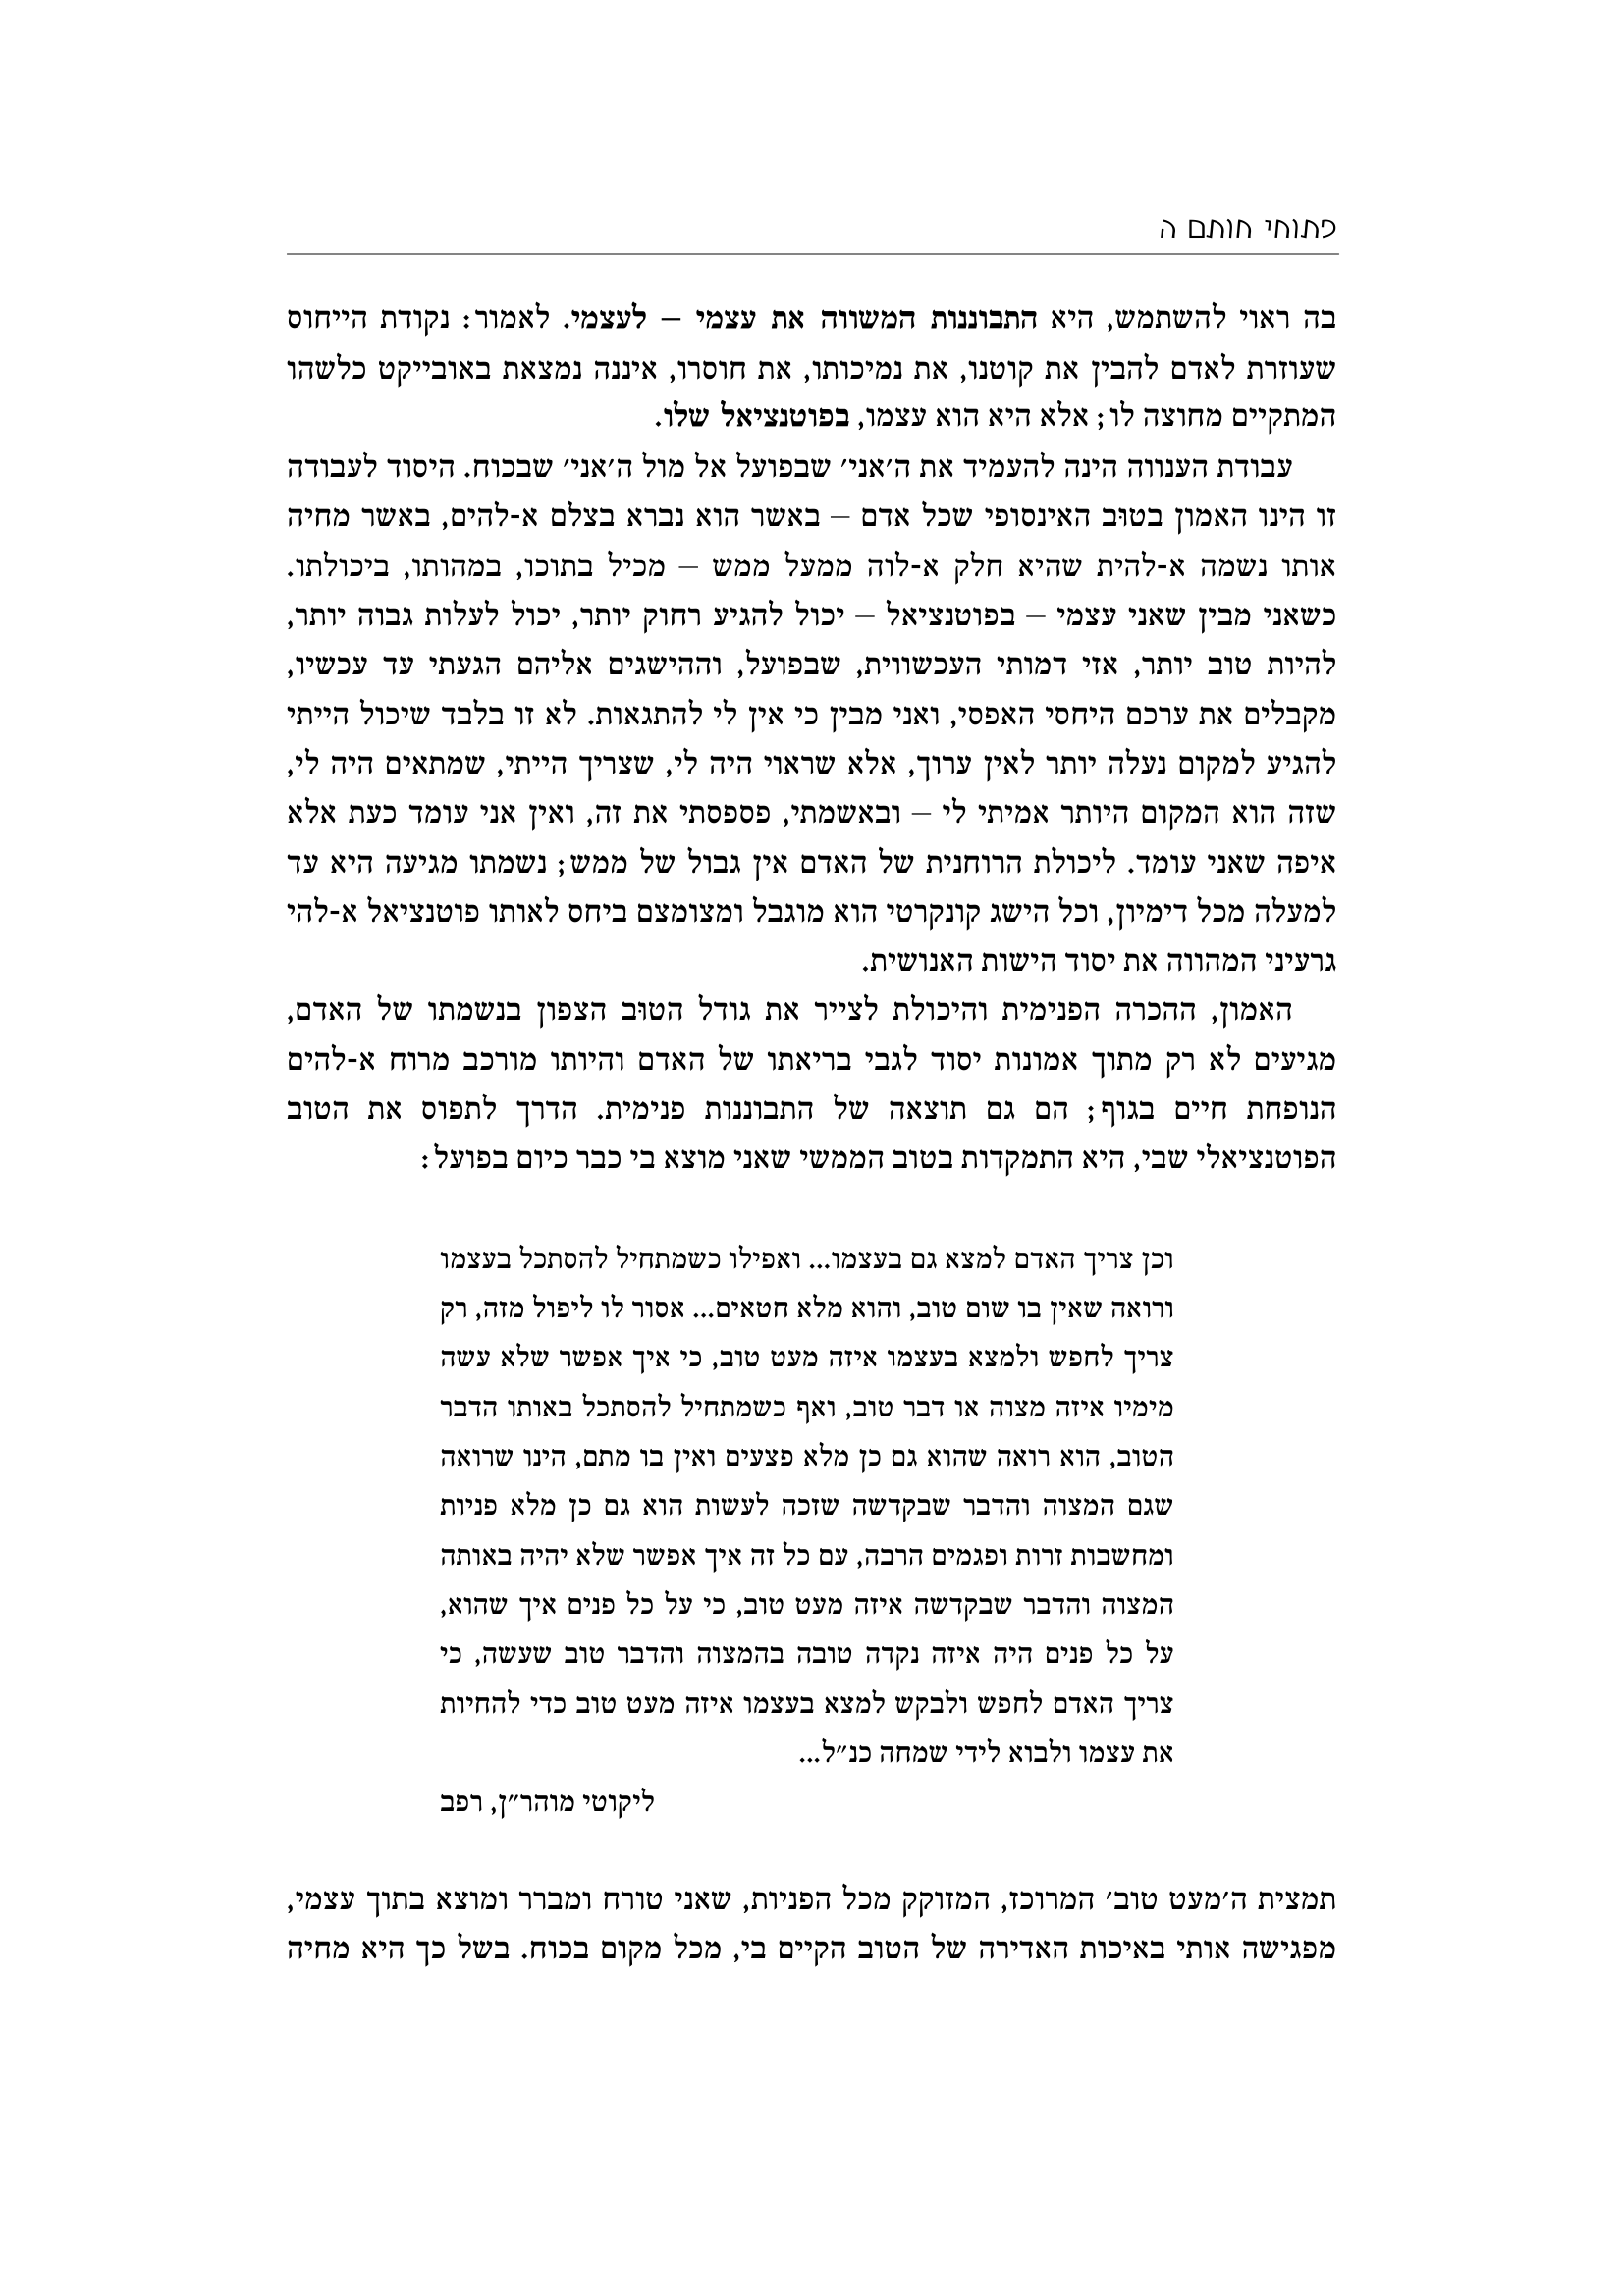 פתוחי חותם ה
בה ראוי להשתמש, היא התבוננות המשווה את עצמי – לעצמי. לאמור: נקודת הייחוס
שעוזרת לאדם להבין את קוטנו, את נמיכותו, את חוסרו, איננה נמצאת באובייקט כלשהו
המתקיים מחוצה לו; אלא היא הוא עצמו, בפוטנציאל שלו.
עבודת הענווה הינה להעמיד את ה׳אני׳ שבפועל אל מול ה׳אני׳ שבכוח. היסוד לעבודה
זו הינו האמון בטוּב האינסופי שכל אדם – באשר הוא נברא בצלם א-להים, באשר מחיה
אותו נשמה א-להית שהיא חלק א-לוה ממעל ממש – מכיל בתוכו, במהותו, ביכולתו.
כשאני מבין שאני עצמי – בפוטנציאל – יכול להגיע רחוק יותר, יכול לעלות גבוה יותר,
להיות טוב יותר, אזי דמותי העכשווית, שבפועל, וההישגים אליהם הגעתי עד עכשיו,
מקבלים את ערכם היחסי האפסי, ואני מבין כי אין לי להתגאות. לא זו בלבד שיכול הייתי
להגיע למקום נעלה יותר לאין ערוך, אלא שראוי היה לי, שצריך הייתי, שמתאים היה לי,
שזה הוא המקום היותר אמיתי לי – ובאשמתי, פספסתי את זה, ואין אני עומד כעת אלא
איפה שאני עומד. ליכולת הרוחנית של האדם אין גבול של ממש; נשמתו מגיעה היא עד
למעלה מכל דימיון, וכל הישג קונקרטי הוא מוגבל ומצומצם ביחס לאותו פוטנציאל א-להי
גרעיני המהווה את יסוד הישות האנושית.
האמון, ההכרה הפנימית והיכולת לצייר את גודל הטוּב הצפון בנשמתו של האדם,
מגיעים לא רק מתוך אמונות יסוד לגבי בריאתו של האדם והיותו מורכב מרוח א-להים
הנופחת חיים בגוף; הם גם תוצאה של התבוננות פנימית. הדרך לתפוס את הטוב
הפוטנציאלי שבי, היא התמקדות בטוב הממשי שאני מוצא בי כבר כיום בפועל:
וכן צריך האדם למצא גם בעצמו... ואפילו כשמתחיל להסתכל בעצמו
ורואה שאין בו שום טוב, והוא מלא חטאים... אסור לו ליפול מזה, רק
צריך לחפש ולמצא בעצמו איזה מעט טוב, כי איך אפשר שלא עשה
מימיו איזה מצוה או דבר טוב, ואף כשמתחיל להסתכל באותו הדבר
הטוב, הוא רואה שהוא גם כן מלא פצעים ואין בו מתם, הינו שרואה
שגם המצוה והדבר שבקדשה שזכה לעשות הוא גם כן מלא פניות
ומחשבות זרות ופגמים הרבה, עם כל זה איך אפשר שלא יהיה באותה
המצוה והדבר שבקדשה איזה מעט טוב, כי על כל פנים איך שהוא,
על כל פנים היה איזה נקדה טובה בהמצוה והדבר טוב שעשה, כי
צריך האדם לחפש ולבקש למצא בעצמו איזה מעט טוב כדי להחיות
את עצמו ולבוא לידי שמחה כנ״ל...
ליקוטי מוהר״ן, רפב
תמצית ה׳מעט טוב׳ המרוכז, המזוקק מכל הפניות, שאני טורח ומברר ומוצא בתוך עצמי,
מפגישה אותי באיכות האדירה של הטוב הקיים בי, מכל מקום בכוח. בשל כך היא מחיה